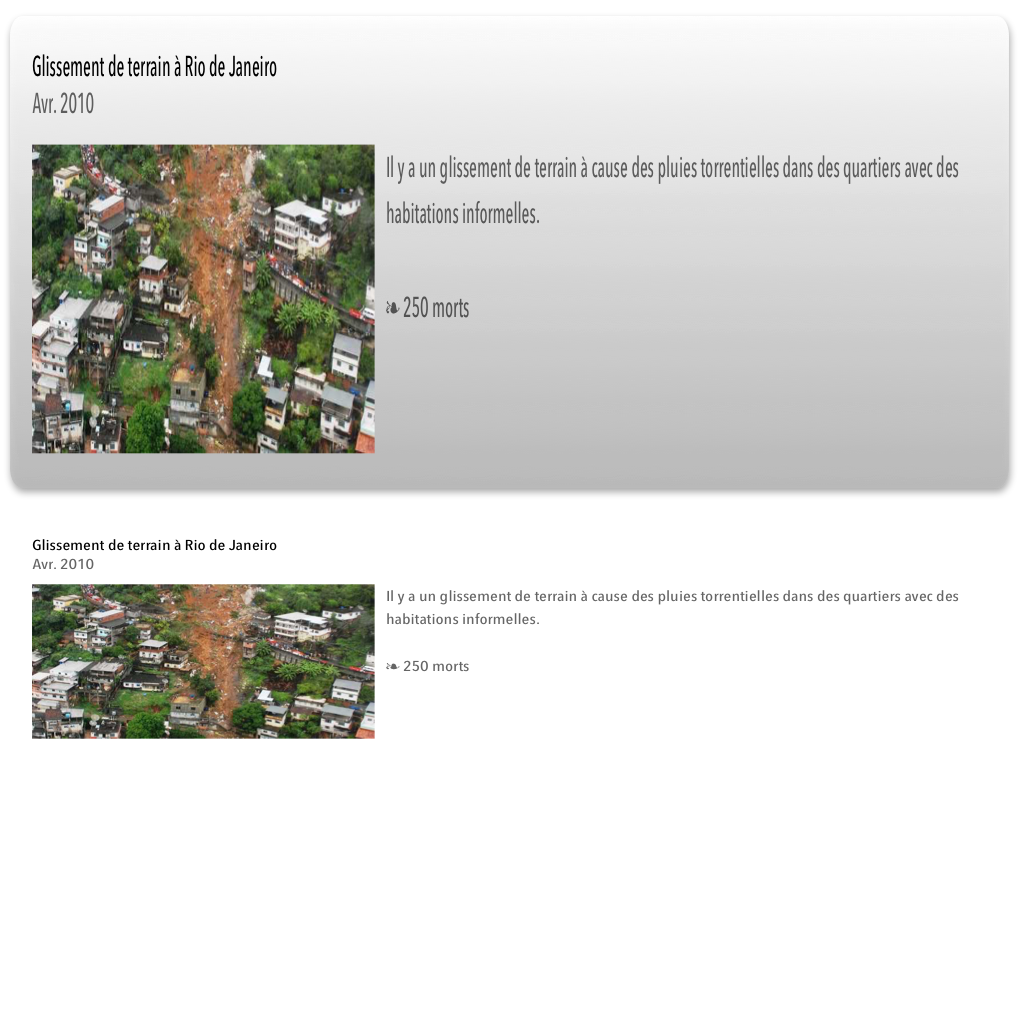 Glissement de terrain à Rio de Janeiro
Avr. 2010
Il y a un glissement de terrain à cause des pluies torrentielles dans des quartiers avec des
habitations informelles.
❧ 250 morts
Glissement de terrain à Rio de Janeiro
Avr. 2010
Il y a un glissement de terrain à cause des pluies torrentielles dans des quartiers avec des
habitations informelles.
❧ 250 morts